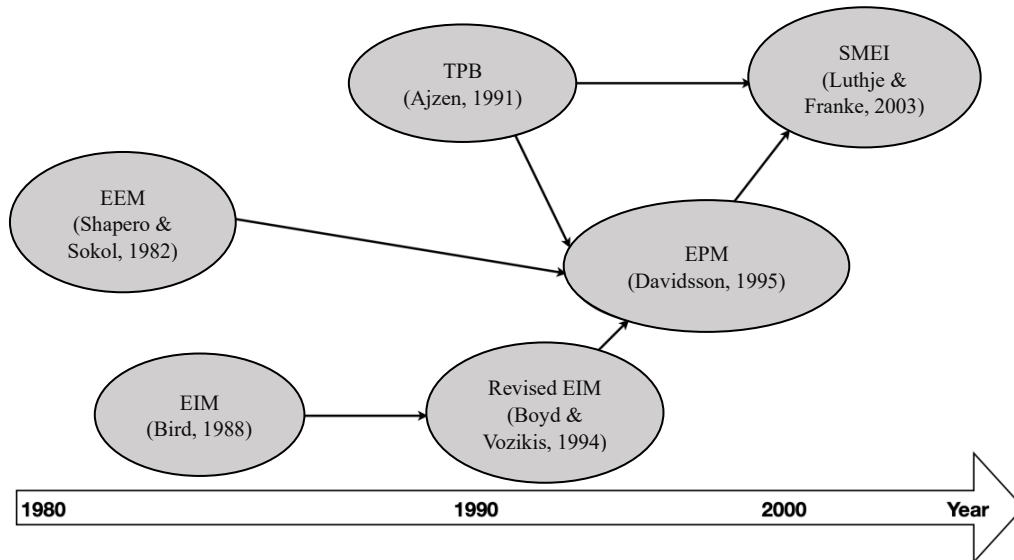 TPB
(Ajzen, 1991)
SMEI
(Luthje &
Franke, 2003)
EEM
(Shapero &
Sokol, 1982)
EPM
(Davidsson, 1995)
EIM
(Bird, 1988)
Revised EIM
(Boyd &
Vozikis, 1994)
1980 1990 2000 Year